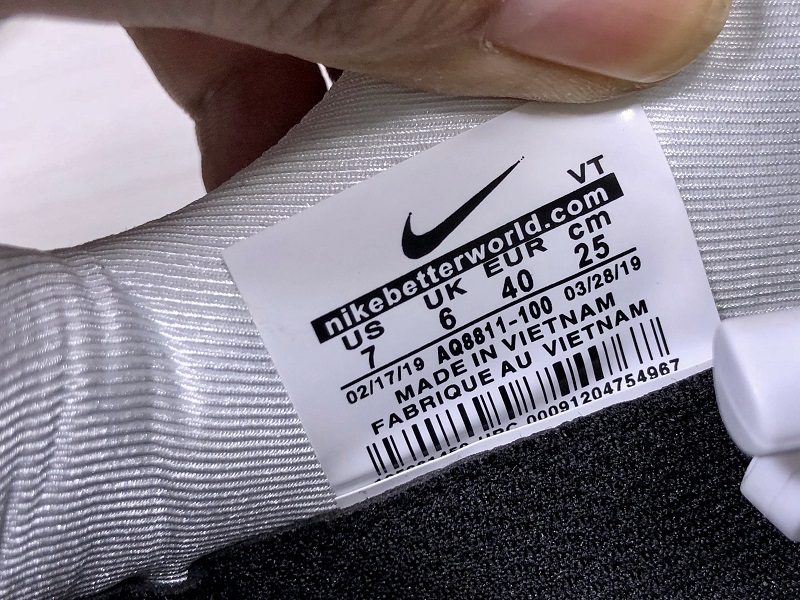 VT
nikebetterworld.com
US UK EUR cm
7 6 40 25
02/17/19 AQ8811-100 03/28/19
MADE IN VIETNAM
FABRIQUE AU VIETNAM
UPC 00091204754967